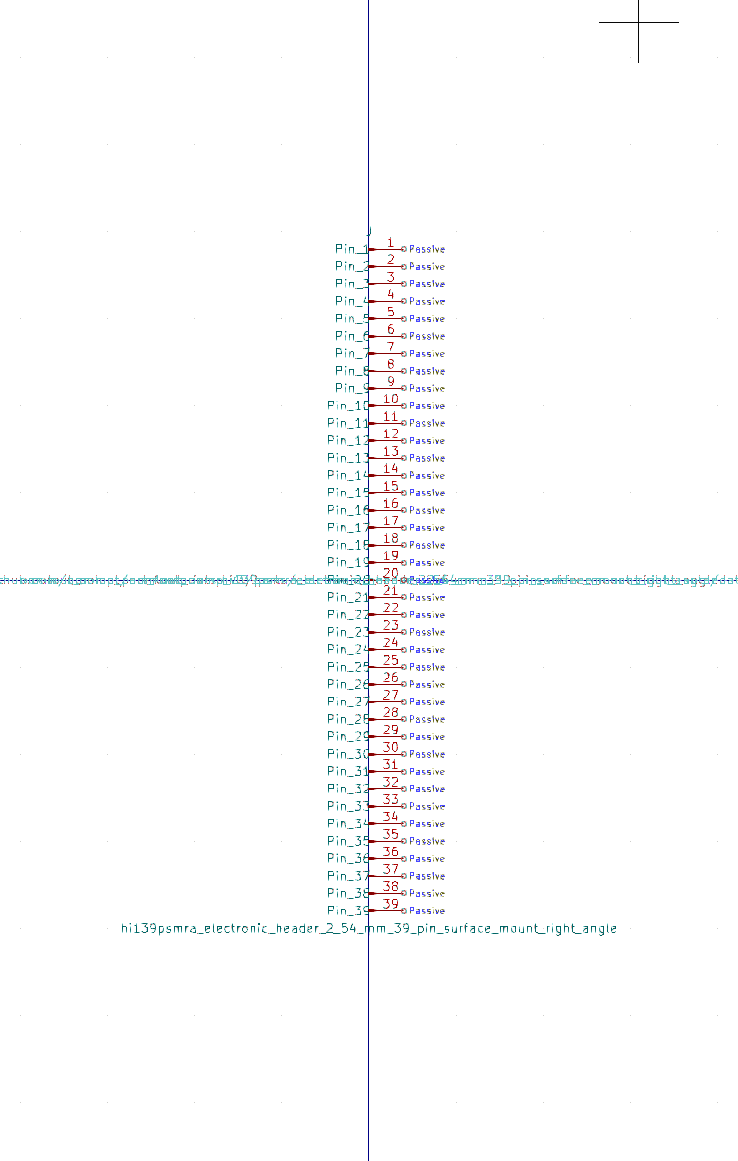 J
Pin_1 1 Passive
Pin_2 2 Passive
Pin_3 3 Passive
Pin_4 4 Passive
Pin_5 5 Passive
Pin_6 6 Passive
Pin_7 7 Passive
Pin_8 8 Passive
Pin_9 9 Passive
Pin_10 10 Passive
Pin_11 11 Passive
Pin_12 12 Passive
Pin_13 13 Passive
Pin_14 14 Passive
Pin_15 15 Passive
Pin_16 16 Passive
Pin_17 17 Passive
Pin_18 18 Passive
Pin_19 19 Passive
20
Pin_21 21 Passive
Pin_22 22 Passive
Pin_23 23 Passive
Pin_24 24 Passive
Pin_25 25 Passive
Pin_26 26 Passive
Pin_27 27 Passive
Pin_28 28 Passive
Pin_29 29 Passive
Pin_30 30 Passive
Pin_31 31 Passive
Pin_32 32 Passive
Pin_33 33 Passive
Pin_34 34 Passive
Pin_35 35 Passive
Pin_36 36 Passive
Pin_37 37 Passive
Pin_38 38 Passive
Pin_39 39 Passive
hi139psmra_electronic_header_2_54_mm_39_pin_surface_mount_right_angle